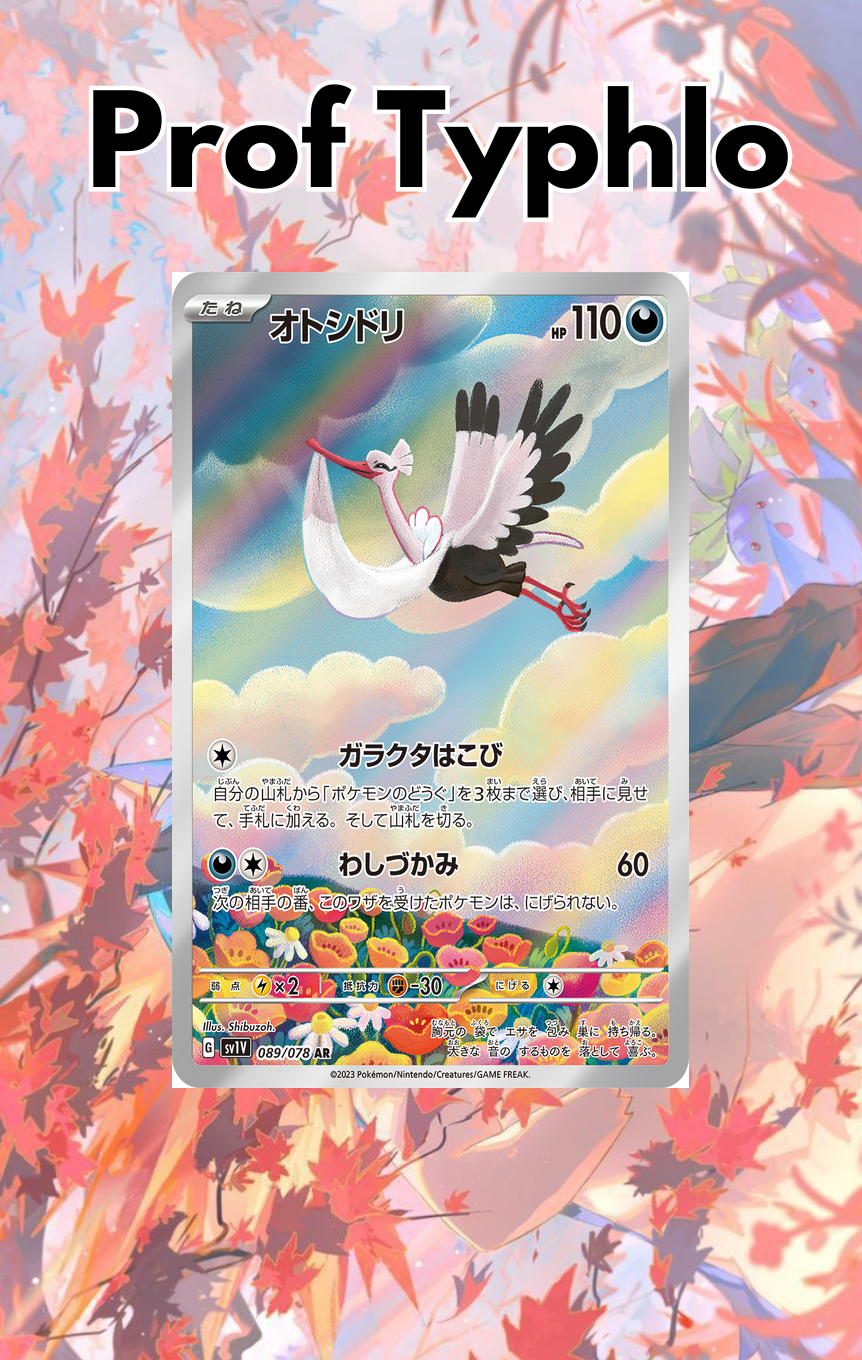 Prof Typhlo
たね
オトシドリ
HP 110
ガラクタはこび
自分の山札から「ポケモンのどうぐ」を3枚まで選び、相手に見せ
て、手札に加える。そして山札を切る。
わしづかみ 60
次の相手の番、このワザを受けたポケモンは、にげられない。
弱点 ×2 抵抗力 -30 にげる
Illus. Shibuzoh.
胸元の 袋で エサを 包み 巣に 持ち帰る。
G sv1V 089/078 AR
大きな 音の するものを 落として 喜ぶ。
©2023 Pokémon/Nintendo/Creatures/GAME FREAK.